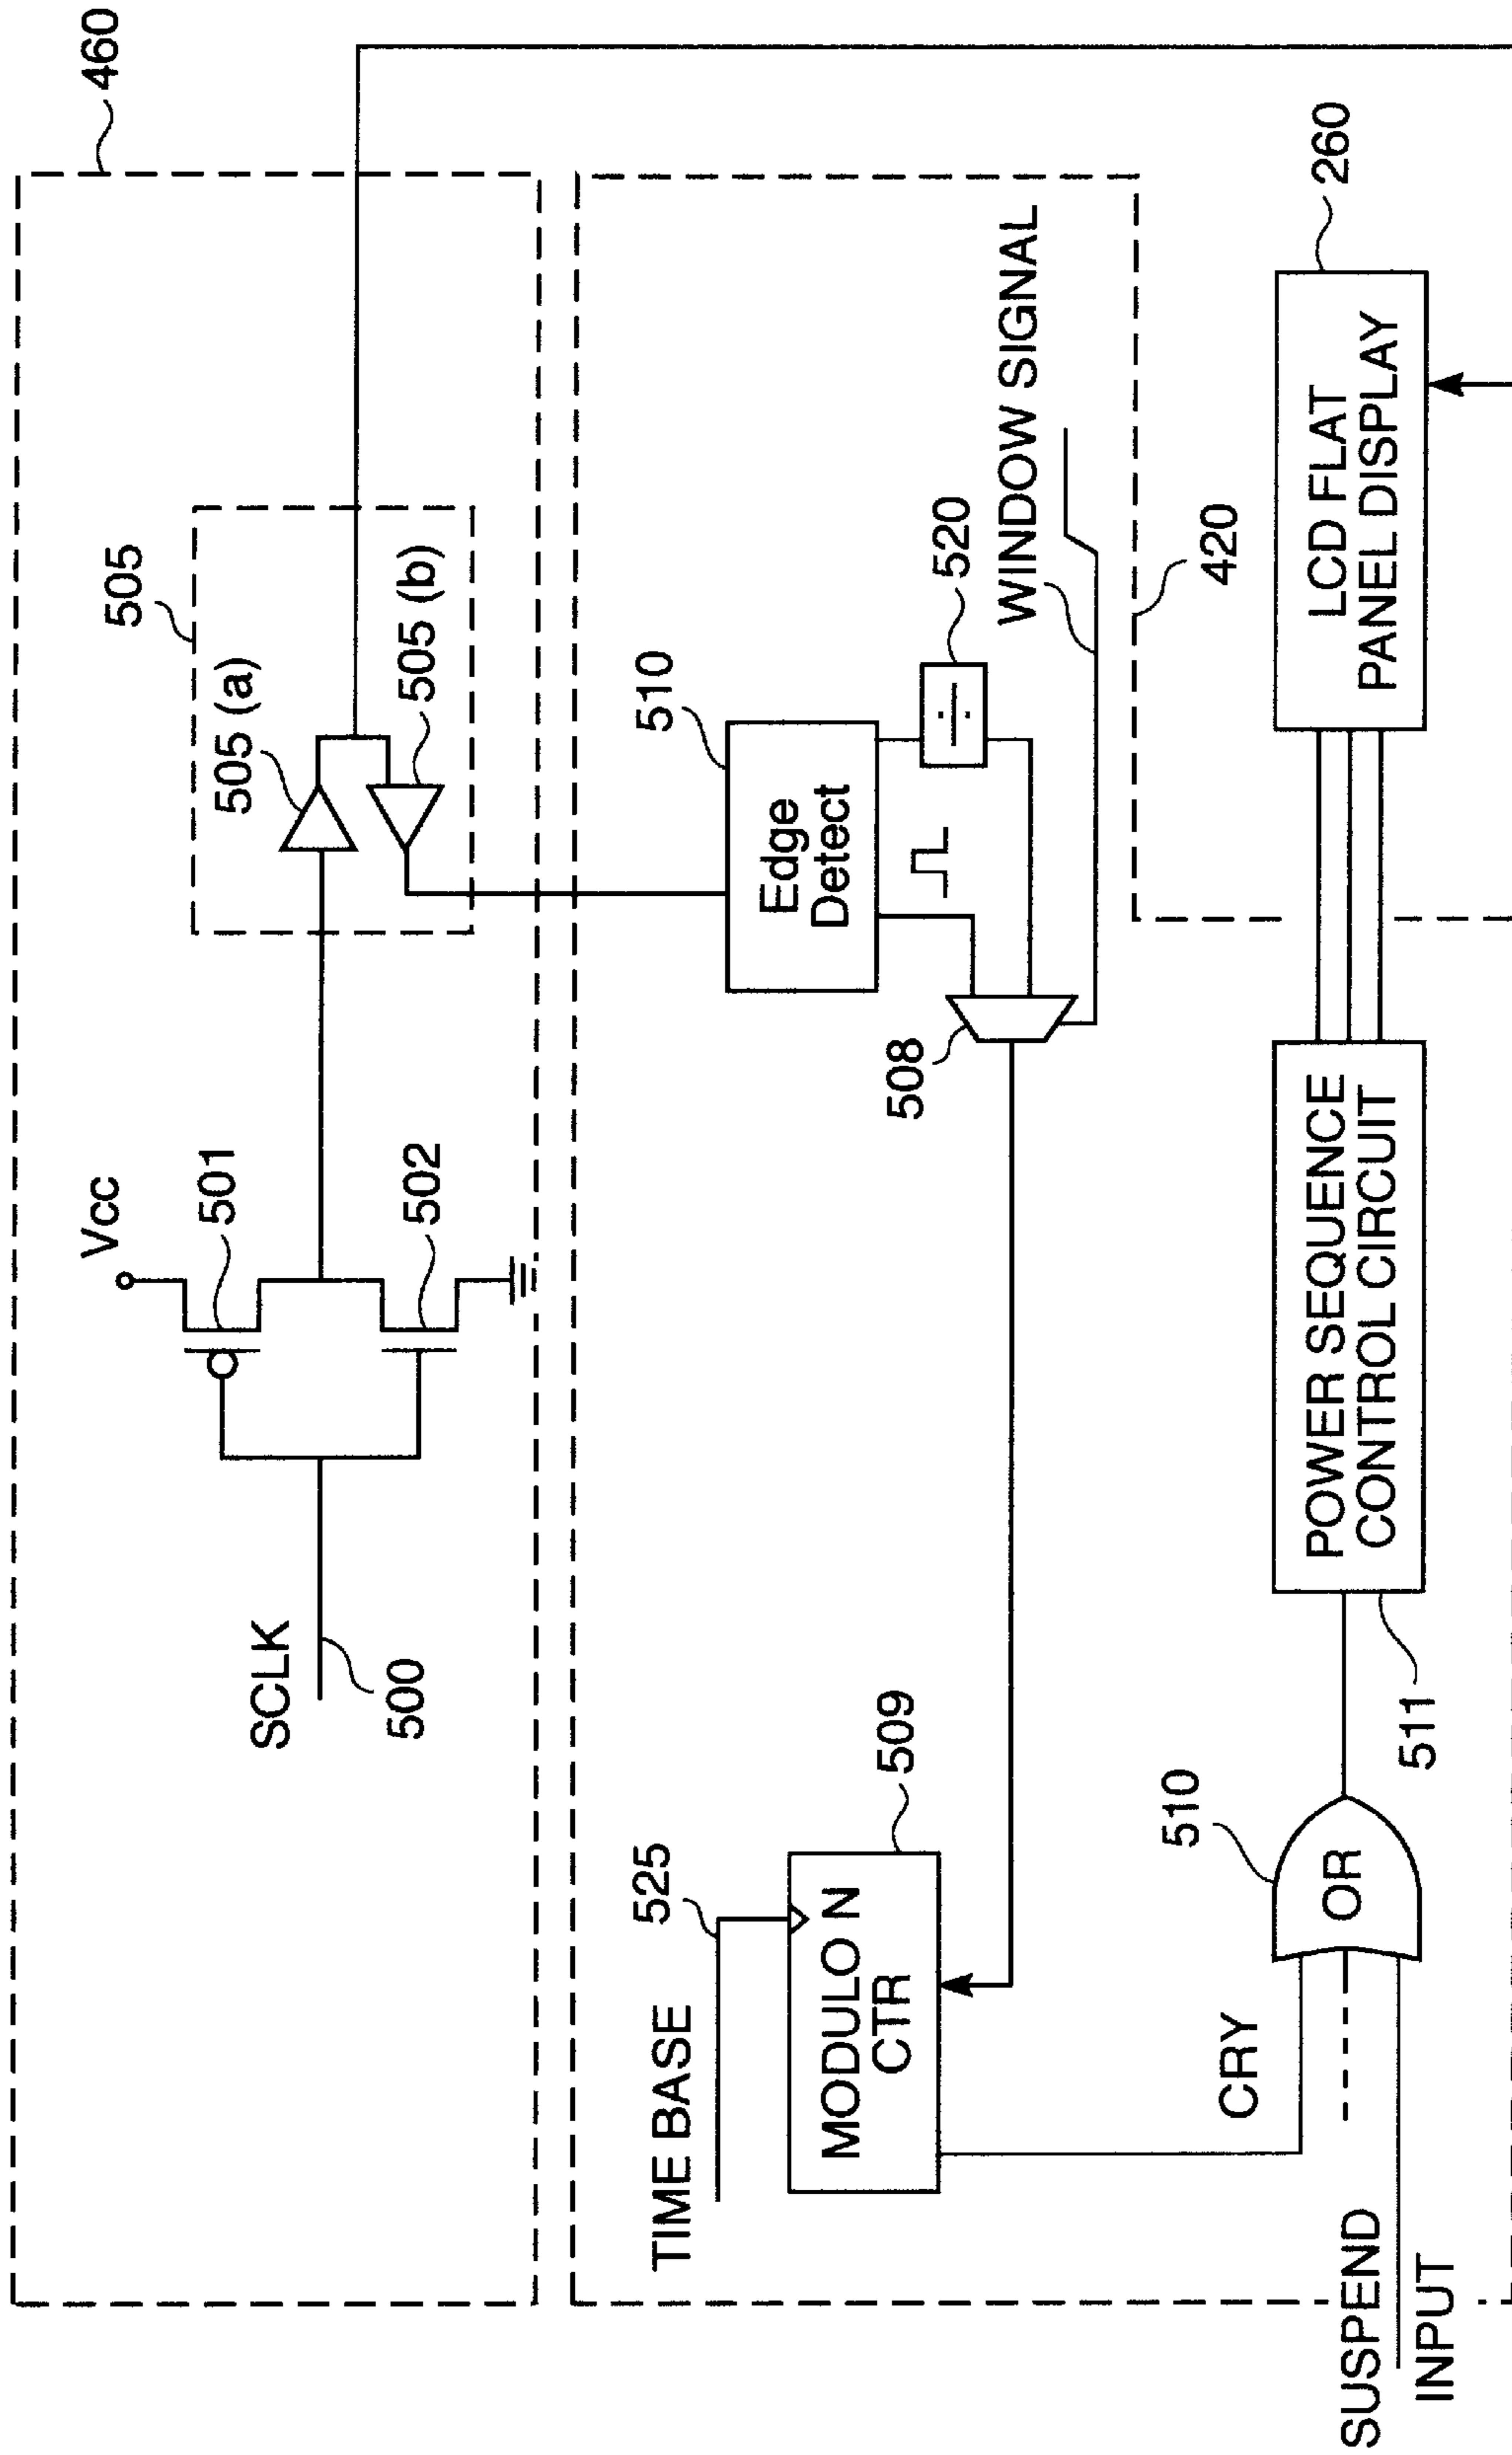 460
505
505 (a)
505 (b)
Vcc
501
502
SCLK
500
510
Edge
Detect
520
WINDOW SIGNAL
508
420
525
TIME BASE
MODULO N
CTR
509
CRY
510
OR
SUSPEND
INPUT
511
POWER SEQUENCE
CONTROL CIRCUIT
LCD FLAT
PANEL DISPLAY
260